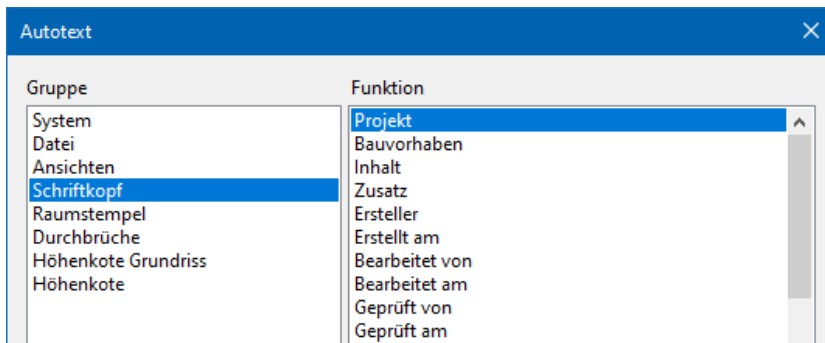 Autotext
Gruppe
Funktion
System
Datei
Ansichten
Schriftkopf
Raumstempel
Durchbrüche
Höhenkote Grundriss
Höhenkote
Projekt
Bauvorhaben
Inhalt
Zusatz
Ersteller
Erstellt am
Bearbeitet von
Bearbeitet am
Geprüft von
Geprüft am